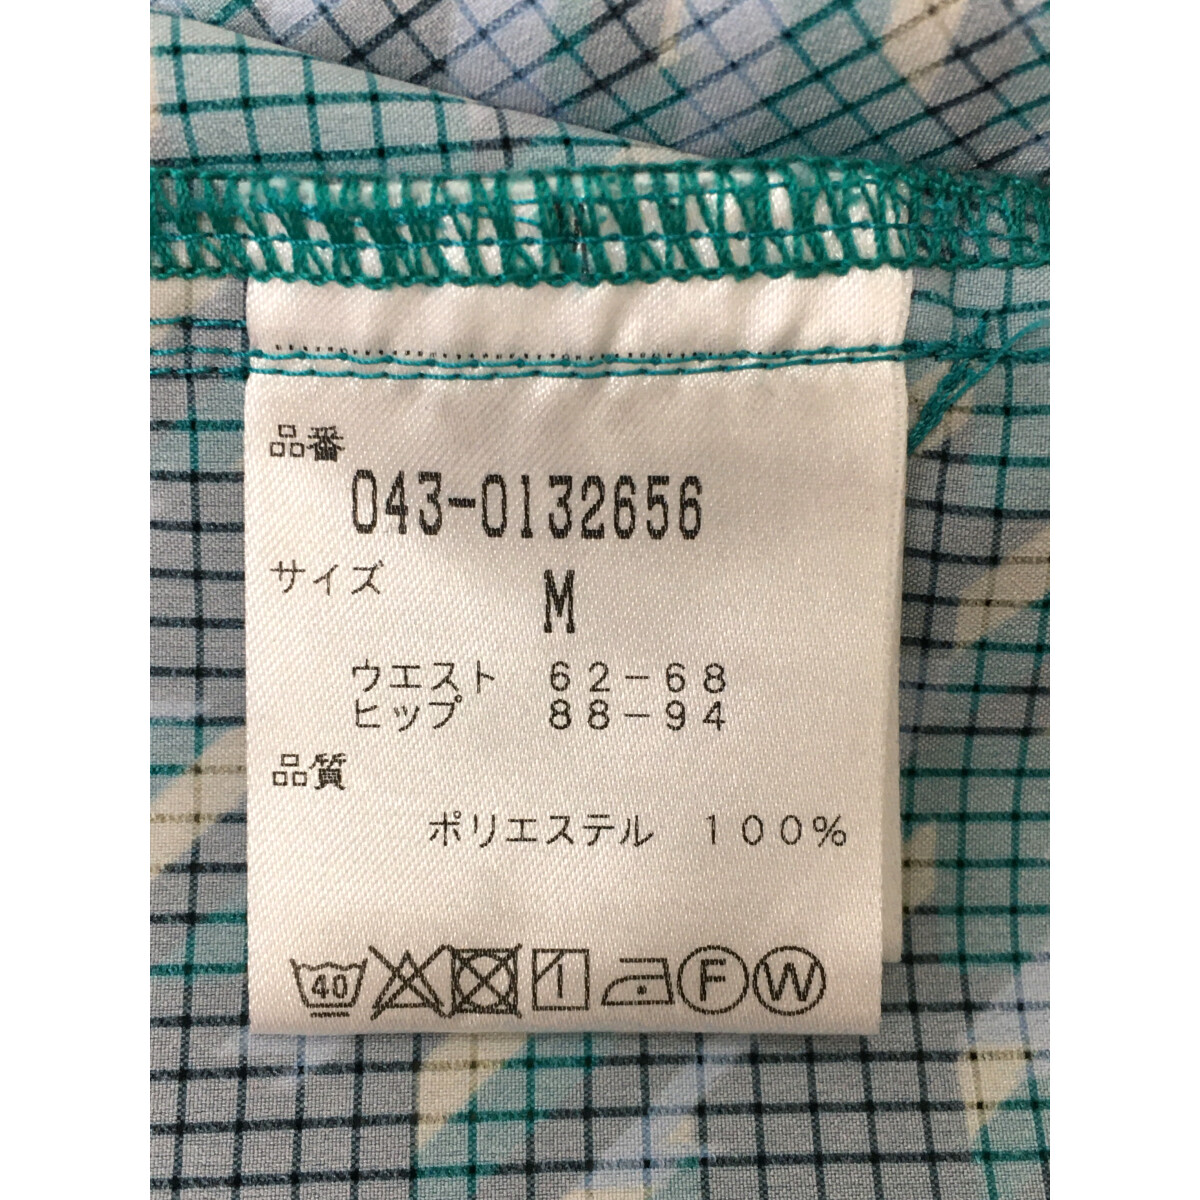 品番
043-0132656
サイズ
M
ウエスト　６２－６８
ヒップ　８８－９４
品質
ポリエステル　１００％
40 1 F W